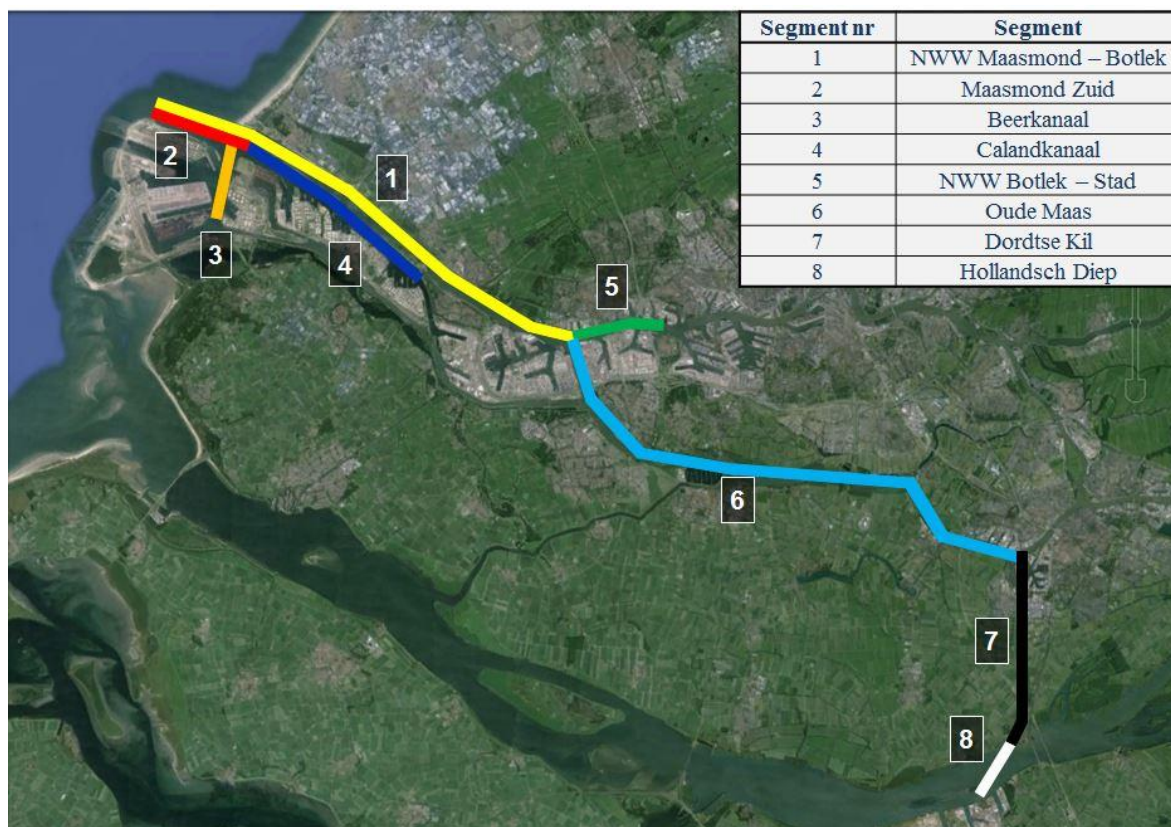 Segment nr Segment
1 NWW Maasmond – Botlek
2 Maasmond Zuid
3 Beerkanaal
4 Calandkanaal
5 NWW Botlek – Stad
6 Oude Maas
7 Dordtse Kil
8 Hollandsch Diep
2
1
3
4
5
6
7
8